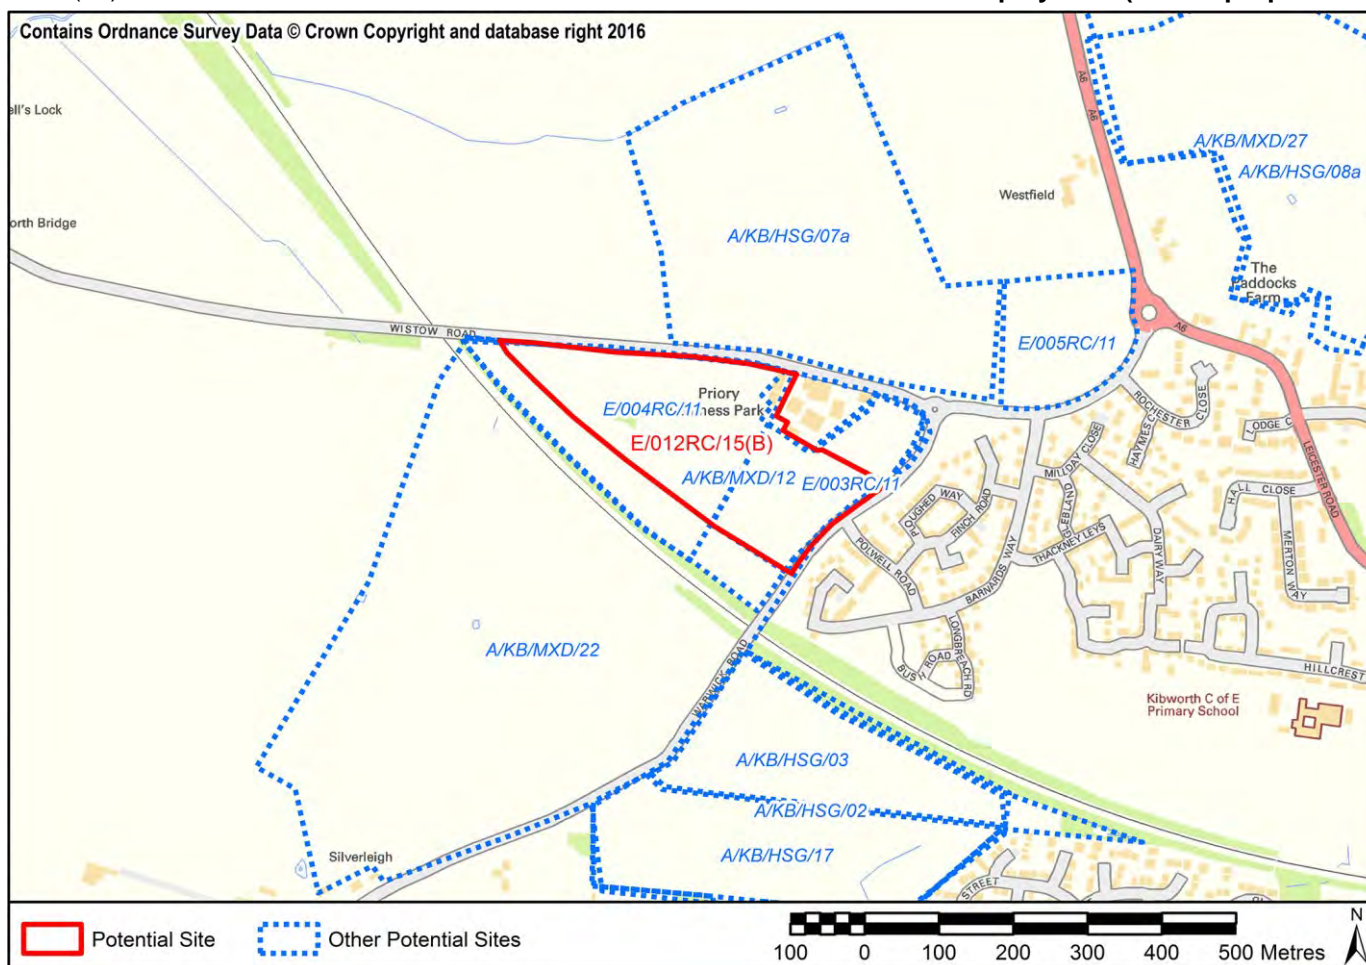 Contains Ordnance Survey Data © Crown Copyright and database right 2016
A6
A6
ell's Lock
A/KB/MXD/27
A/KB/HSG/08a
Westfield
orth Bridge
A/KB/HSG/07a
The
Paddocks
Farm
WISTOW ROAD
A6
E/005RC/11
Priory
ness Park
E/004RC/11
E/012RC/15(B)
A/KB/MXD/12
E/003RC/11
ROCHESTER CLOSE
HAYMES C
LODGE C
LEICESTER ROAD
MILLDAY CLOSE
GLEBLAND
HALL CLOSE
MERTON WAY
PLOUGHED WAY
FINCH ROAD
THACKNEY LEYS
DAIRYWAY
POLWELL ROAD
BARNARDS WAY
LONGBREACH RD
BUSH ROAD
HILLCREST
A/KB/MXD/22
WARWICK ROAD
Kibworth C of E
Primary School
A/KB/HSG/03
A/KB/HSG/02
A/KB/HSG/17
Silverleigh
STREET
Potential Site
Other Potential Sites
100 0 100 200 300 400 500 Metres
N